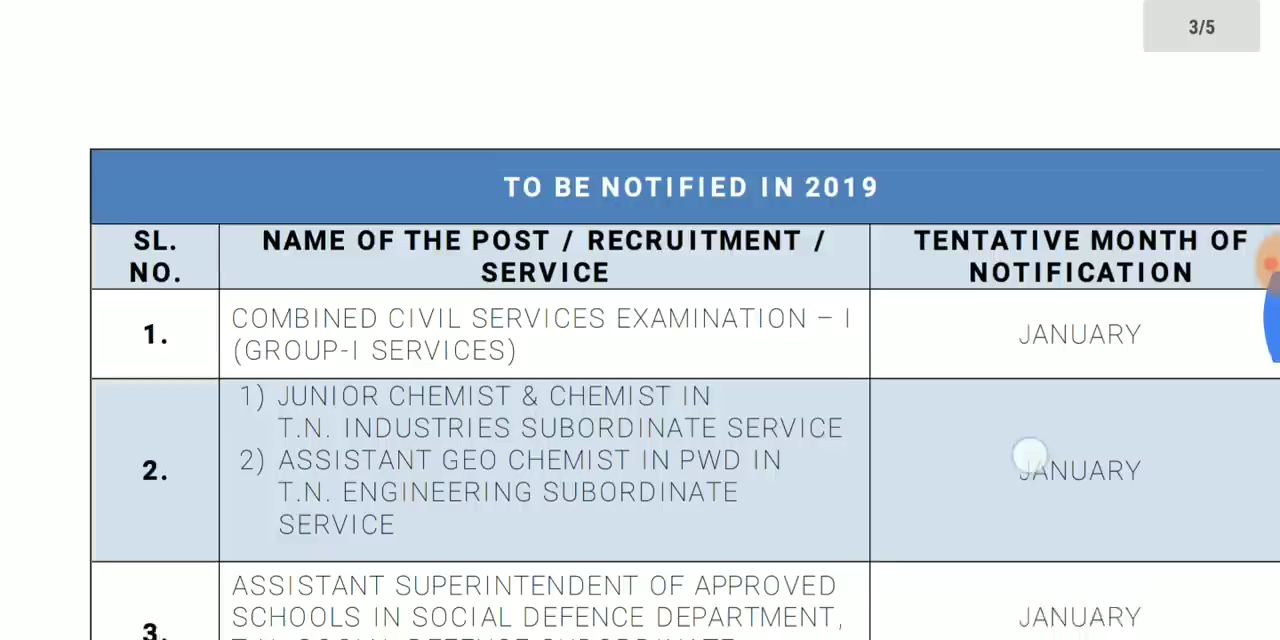 3/5
TO BE NOTIFIED IN 2019
SL.
NO.
NAME OF THE POST / RECRUITMENT /
SERVICE
TENTATIVE MONTH OF
NOTIFICATION
1.
COMBINED CIVIL SERVICES EXAMINATION – I
(GROUP-I SERVICES)
JANUARY
2.
1) JUNIOR CHEMIST & CHEMIST IN
T.N. INDUSTRIES SUBORDINATE SERVICE
2) ASSISTANT GEO CHEMIST IN PWD IN
T.N. ENGINEERING SUBORDINATE
SERVICE
JANUARY
3.
ASSISTANT SUPERINTENDENT OF APPROVED
SCHOOLS IN SOCIAL DEFENCE DEPARTMENT,
JANUARY